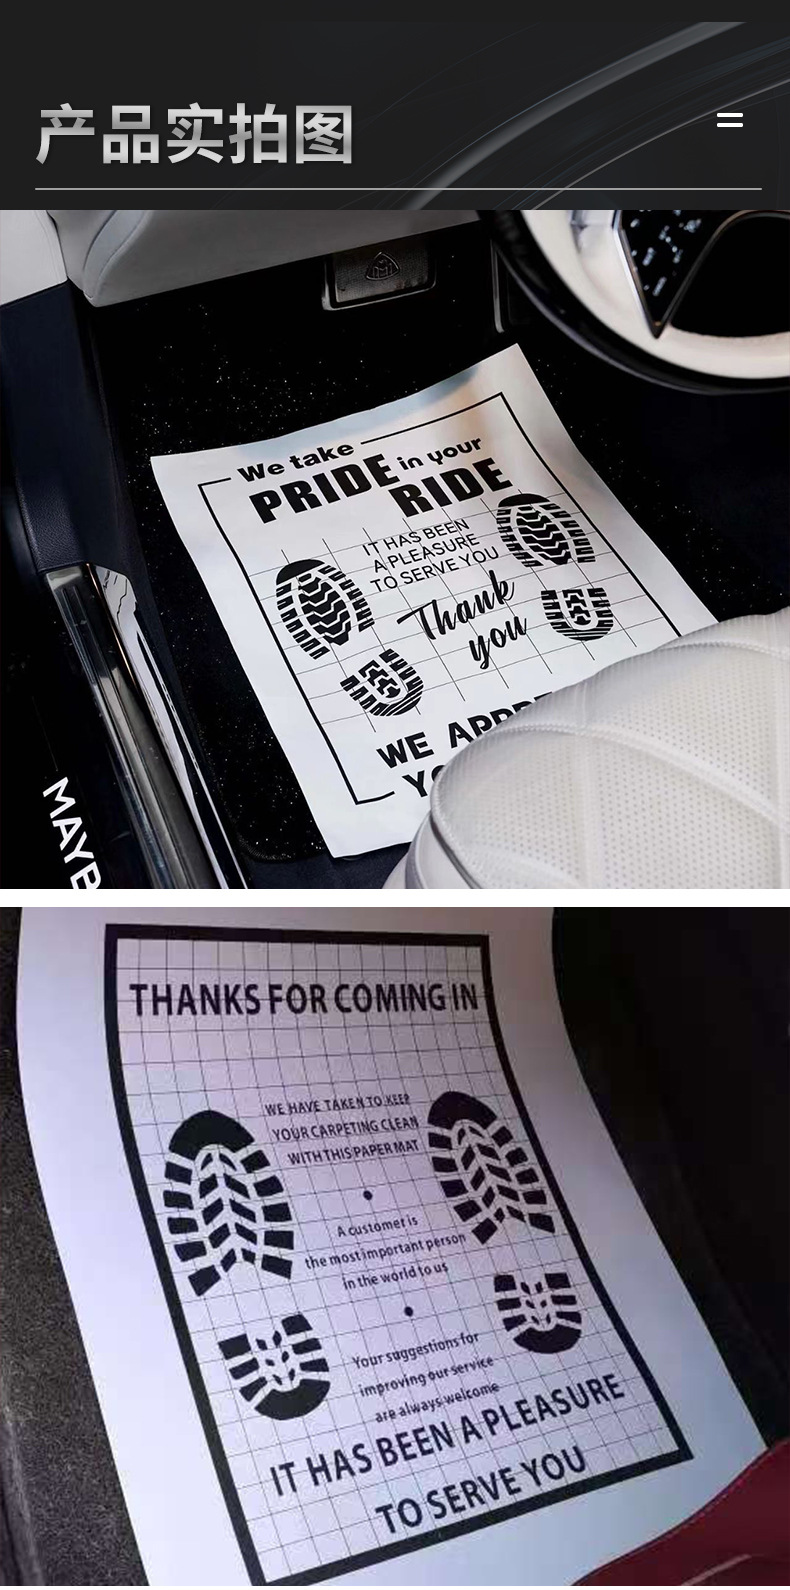 产品实拍图
We take
PRIDE in your
RIDE
IT HAS BEEN
A PLEASURE
TO SERVE YOU
Thank
you
WE APPRE
YO
MAYB
THANKS FOR COMING IN
WE HAVE TAKEN TO KEEP
YOUR CARPETING CLEAN
WITH THIS PAPER MAT
A customer is
the most important person
in the world to us
Your suggestions for
improving our service
are always welcome
IT HAS BEEN A PLEASURE
TO SERVE YOU